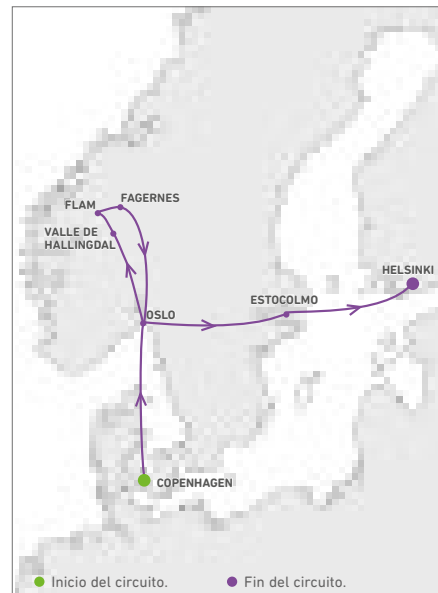 FLAM
FAGERNES
VALLE DE
HALLINGDAL
HELSINKI
ESTOCOLMO
OSLO
COPENHAGEN
Inicio del circuito.
Fin del circuito.